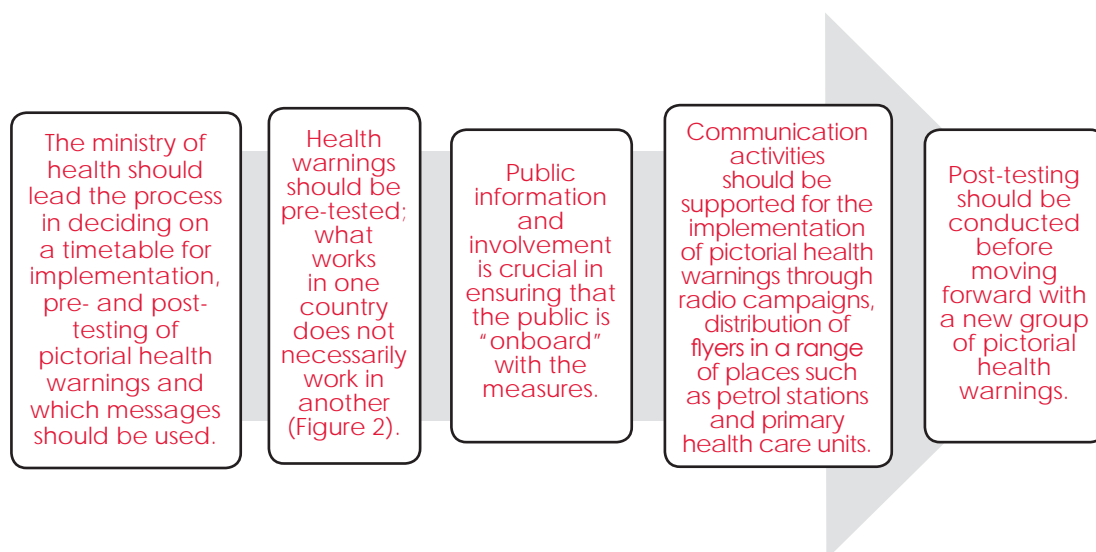 The ministry of
health should
lead the process
in deciding on
a timetable for
implementation,
pre- and post-
testing of
pictorial health
warnings and
which messages
should be used.
Health
warnings
should be
pre-tested;
what
works
in one
country
does not
necessarily
work in
another
(Figure 2).
Public
information
and
involvement
is crucial in
ensuring that
the public is
“onboard”
with the
measures.
Communication
activities
should be
supported for the
implementation
of pictorial health
warnings through
radio campaigns,
distribution of
flyers in a range
of places such
as petrol stations
and primary
health care units.
Post-testing
should be
conducted
before
moving
forward with
a new group
of pictorial
health
warnings.